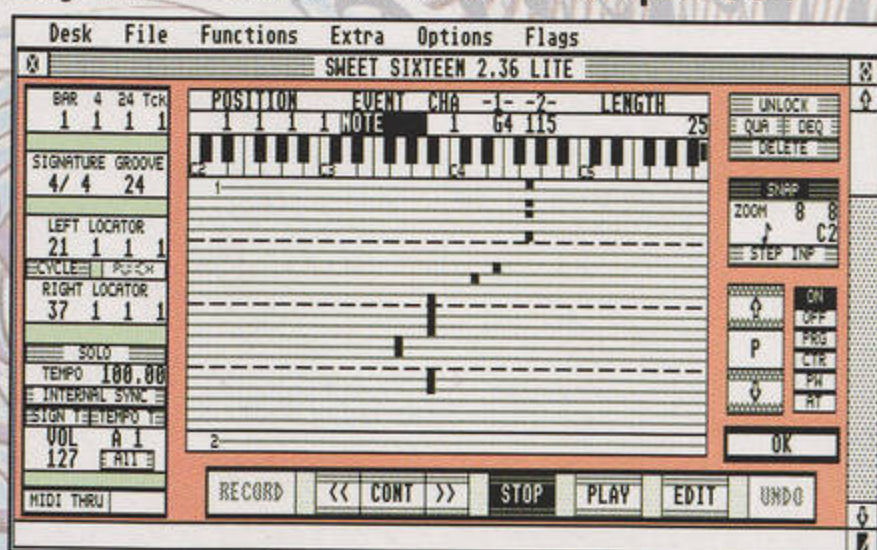 Desk File Functions Extra Options Flags
SWEET SIXTEEN 2.36 LITE
BAR 4 24 Tck
1 1 1 1
SIGNATURE GROOVE
4/ 4 24
LEFT LOCATOR
21 1 1 1
CYCLE
RIGHT LOCATOR
37 1 1 1
SOLO
TEMPO 100.00
INTERNAL SYNC
SIGN T TEMPO T
VOL A 1
127 All
MIDI THRU
POSITION EVENT CHA -1- -2- LENGTH
1 1 1 1 NOTE 1 G4 115 25
C2 C3 C4 C5
1
2
UNLOCK
QUA DEQ
DELETE
SNAP
ZOOM 8 8
C2
STEP INP
P
ON
OFF
PRG
CTR
PW
AT
OK
RECORD << CONT >> STOP PLAY EDIT UNDO